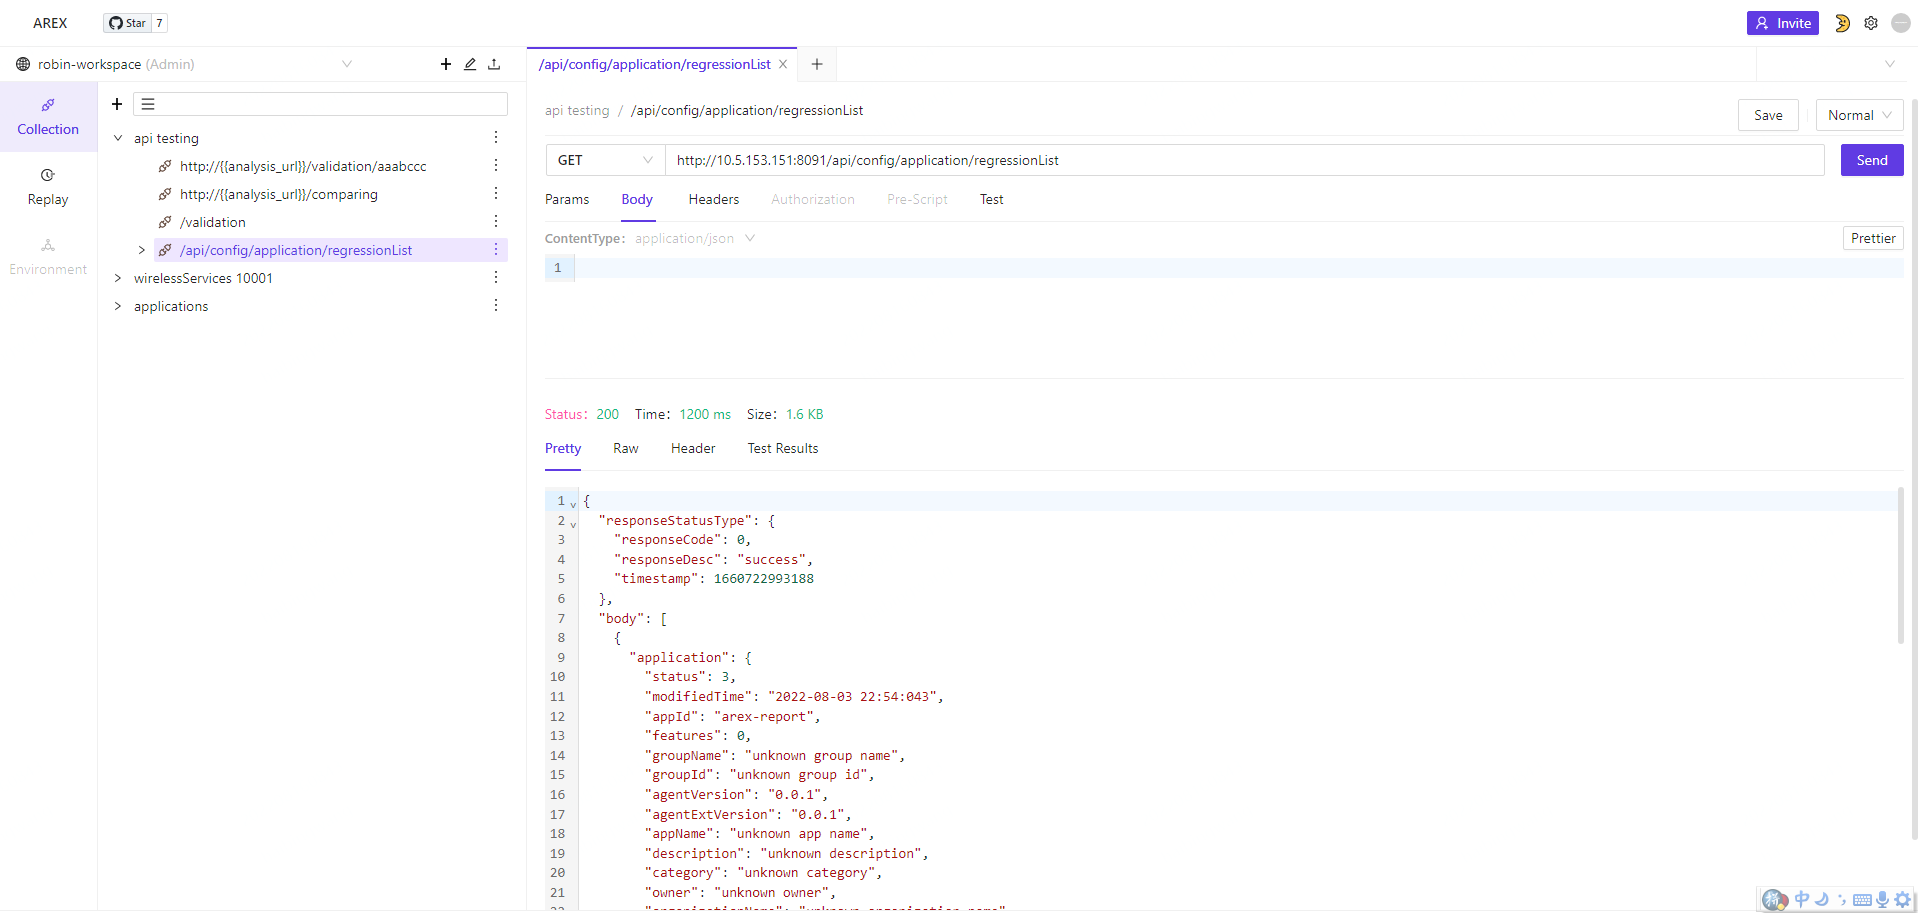 AREX Star 7 Invite
robin-workspace (Admin)
/api/config/application/regressionList
Collection
Replay
Environment
api testing
http://{{analysis_url}}/validation/aaabccc
http://{{analysis_url}}/comparing
/validation
/api/config/application/regressionList
wirelessServices 10001
applications
api testing / /api/config/application/regressionList
Save Normal
GET http://10.5.153.151:8091/api/config/application/regressionList Send
Params Body Headers Authorization Pre-Script Test
ContentType: application/json Prettier
1
Status: 200 Time: 1200 ms Size: 1.6 KB
Pretty Raw Header Test Results
1 {
2 "responseStatusType": {
3 "responseCode": 0,
4 "responseDesc": "success",
5 "timestamp": 1660722993188
6 },
7 "body": [
8 {
9 "application": {
10 "status": 3,
11 "modifiedTime": "2022-08-03 22:54:043",
12 "appId": "arex-report",
13 "features": 0,
14 "groupName": "unknown group name",
15 "groupId": "unknown group id",
16 "agentVersion": "0.0.1",
17 "agentExtVersion": "0.0.1",
18 "appName": "unknown app name",
19 "description": "unknown description",
20 "category": "unknown category",
21 "owner": "unknown owner",
中